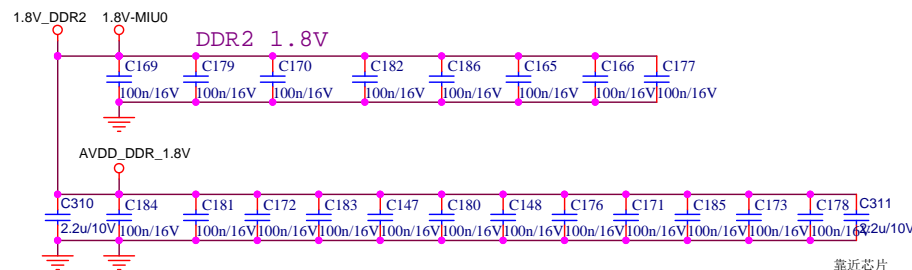 1.8V_DDR2 1.8V-MIU0
DDR2 1.8V
C169 C179 C170 C182 C186 C165 C166 C177
100n/16V 100n/16V 100n/16V 100n/16V 100n/16V 100n/16V 100n/16V 100n/16V
AVDD_DDR_1.8V
C310 C184 C181 C172 C183 C147 C180 C148 C176 C171 C185 C173 C178 C311
2.2u/10V 100n/16V 100n/16V 100n/16V 100n/16V 100n/16V 100n/16V 100n/16V 100n/16V 100n/16V 100n/16V 100n/16V 100n/16V 2.2u/10V
靠近芯片